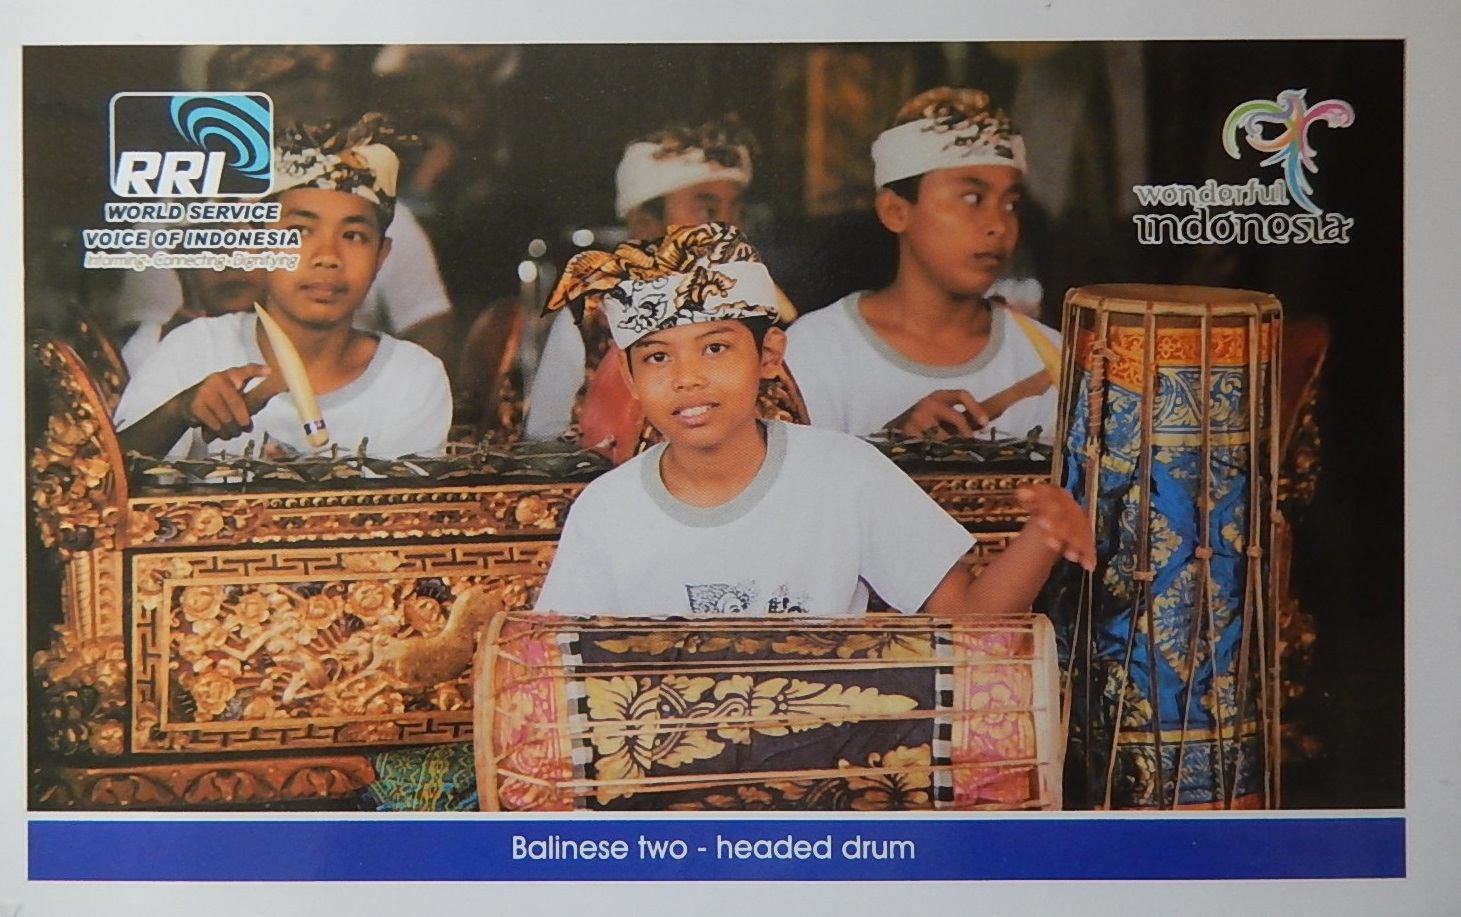 RRI
WORLD SERVICE
VOICE OF INDONESIA
Informing - Connecting - Dignifying
wonderful
indonesia
Balinese two - headed drum